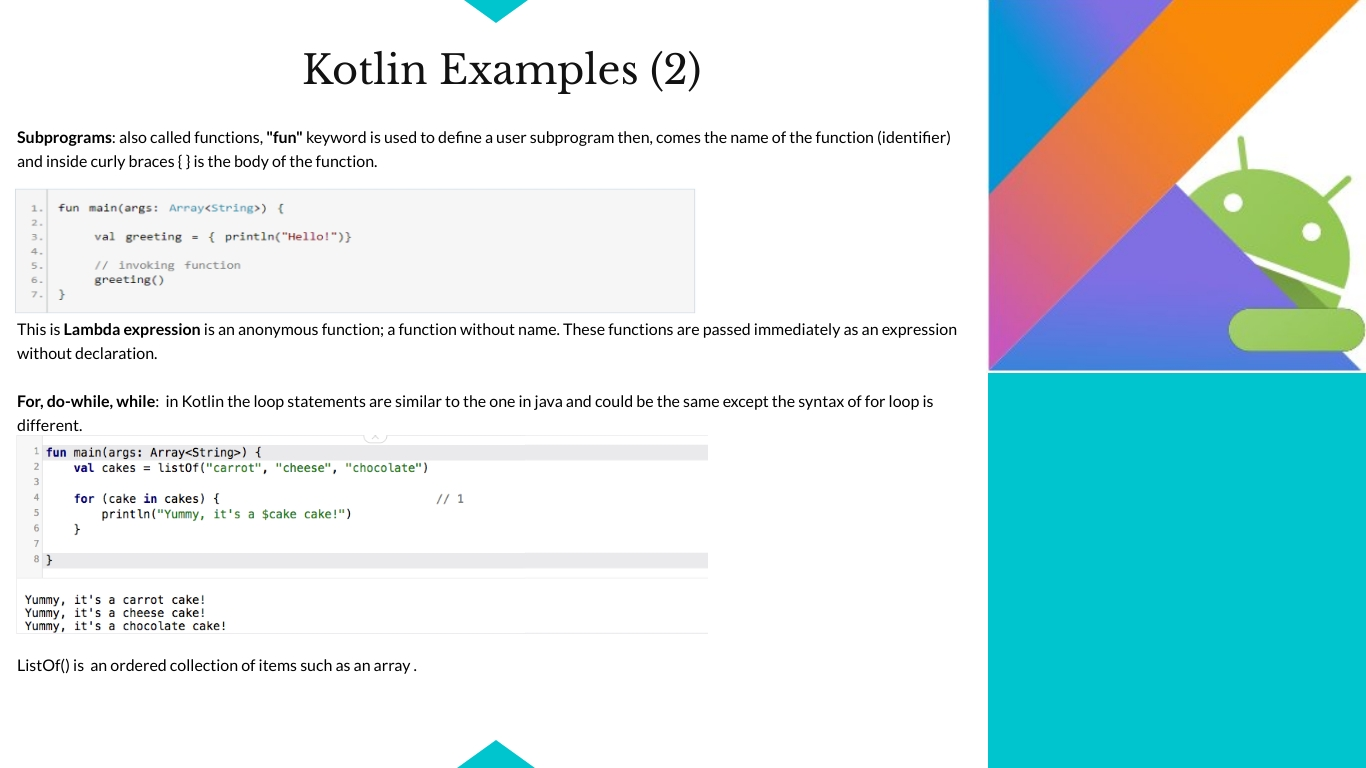 Kotlin Examples (2)
Subprograms: also called functions, "fun" keyword is used to define a user subprogram then, comes the name of the function (identifier)
and inside curly braces { } is the body of the function.
1. fun main(args: Array<String>) {
2.
3. val greeting = { println("Hello!")}
4.
5. // invoking function
6. greeting()
7. }
This is Lambda expression is an anonymous function; a function without name. These functions are passed immediately as an expression
without declaration.
For, do-while, while: in Kotlin the loop statements are similar to the one in java and could be the same except the syntax of for loop is
different.
1 fun main(args: Array<String>) {
2 val cakes = listOf("carrot", "cheese", "chocolate")
3
4 for (cake in cakes) { // 1
5 println("Yummy, it's a $cake cake!")
6 }
7
8 }
Yummy, it's a carrot cake!
Yummy, it's a cheese cake!
Yummy, it's a chocolate cake!
ListOf() is an ordered collection of items such as an array .